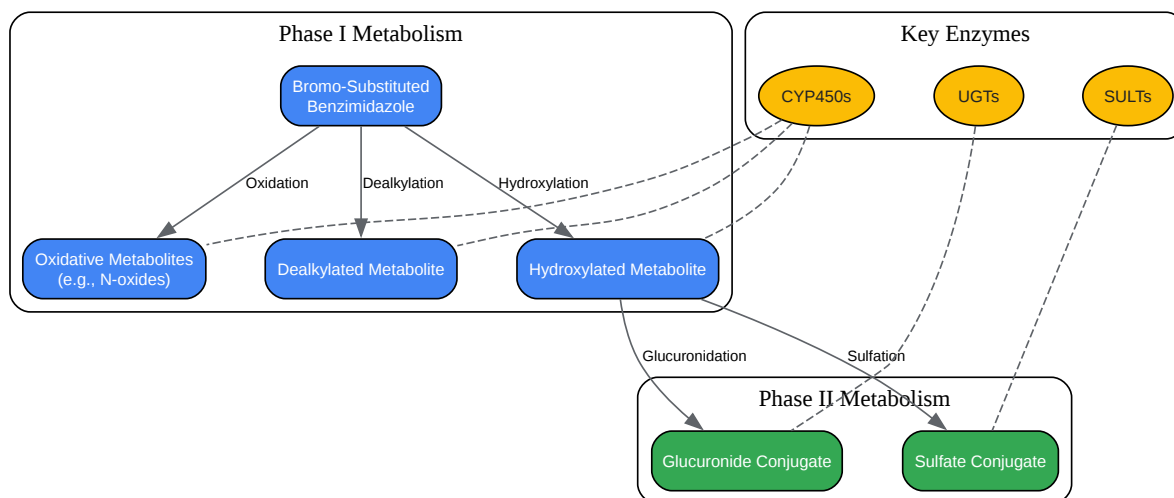 Phase I Metabolism
Key Enzymes
Bromo-Substituted
Benzimidazole
CYP450s
UGTs
SULTs
Oxidation
Dealkylation
Hydroxylation
Oxidative Metabolites
(e.g., N-oxides)
Dealkylated Metabolite
Hydroxylated Metabolite
Glucuronidation
Sulfation
Phase II Metabolism
Glucuronide Conjugate
Sulfate Conjugate